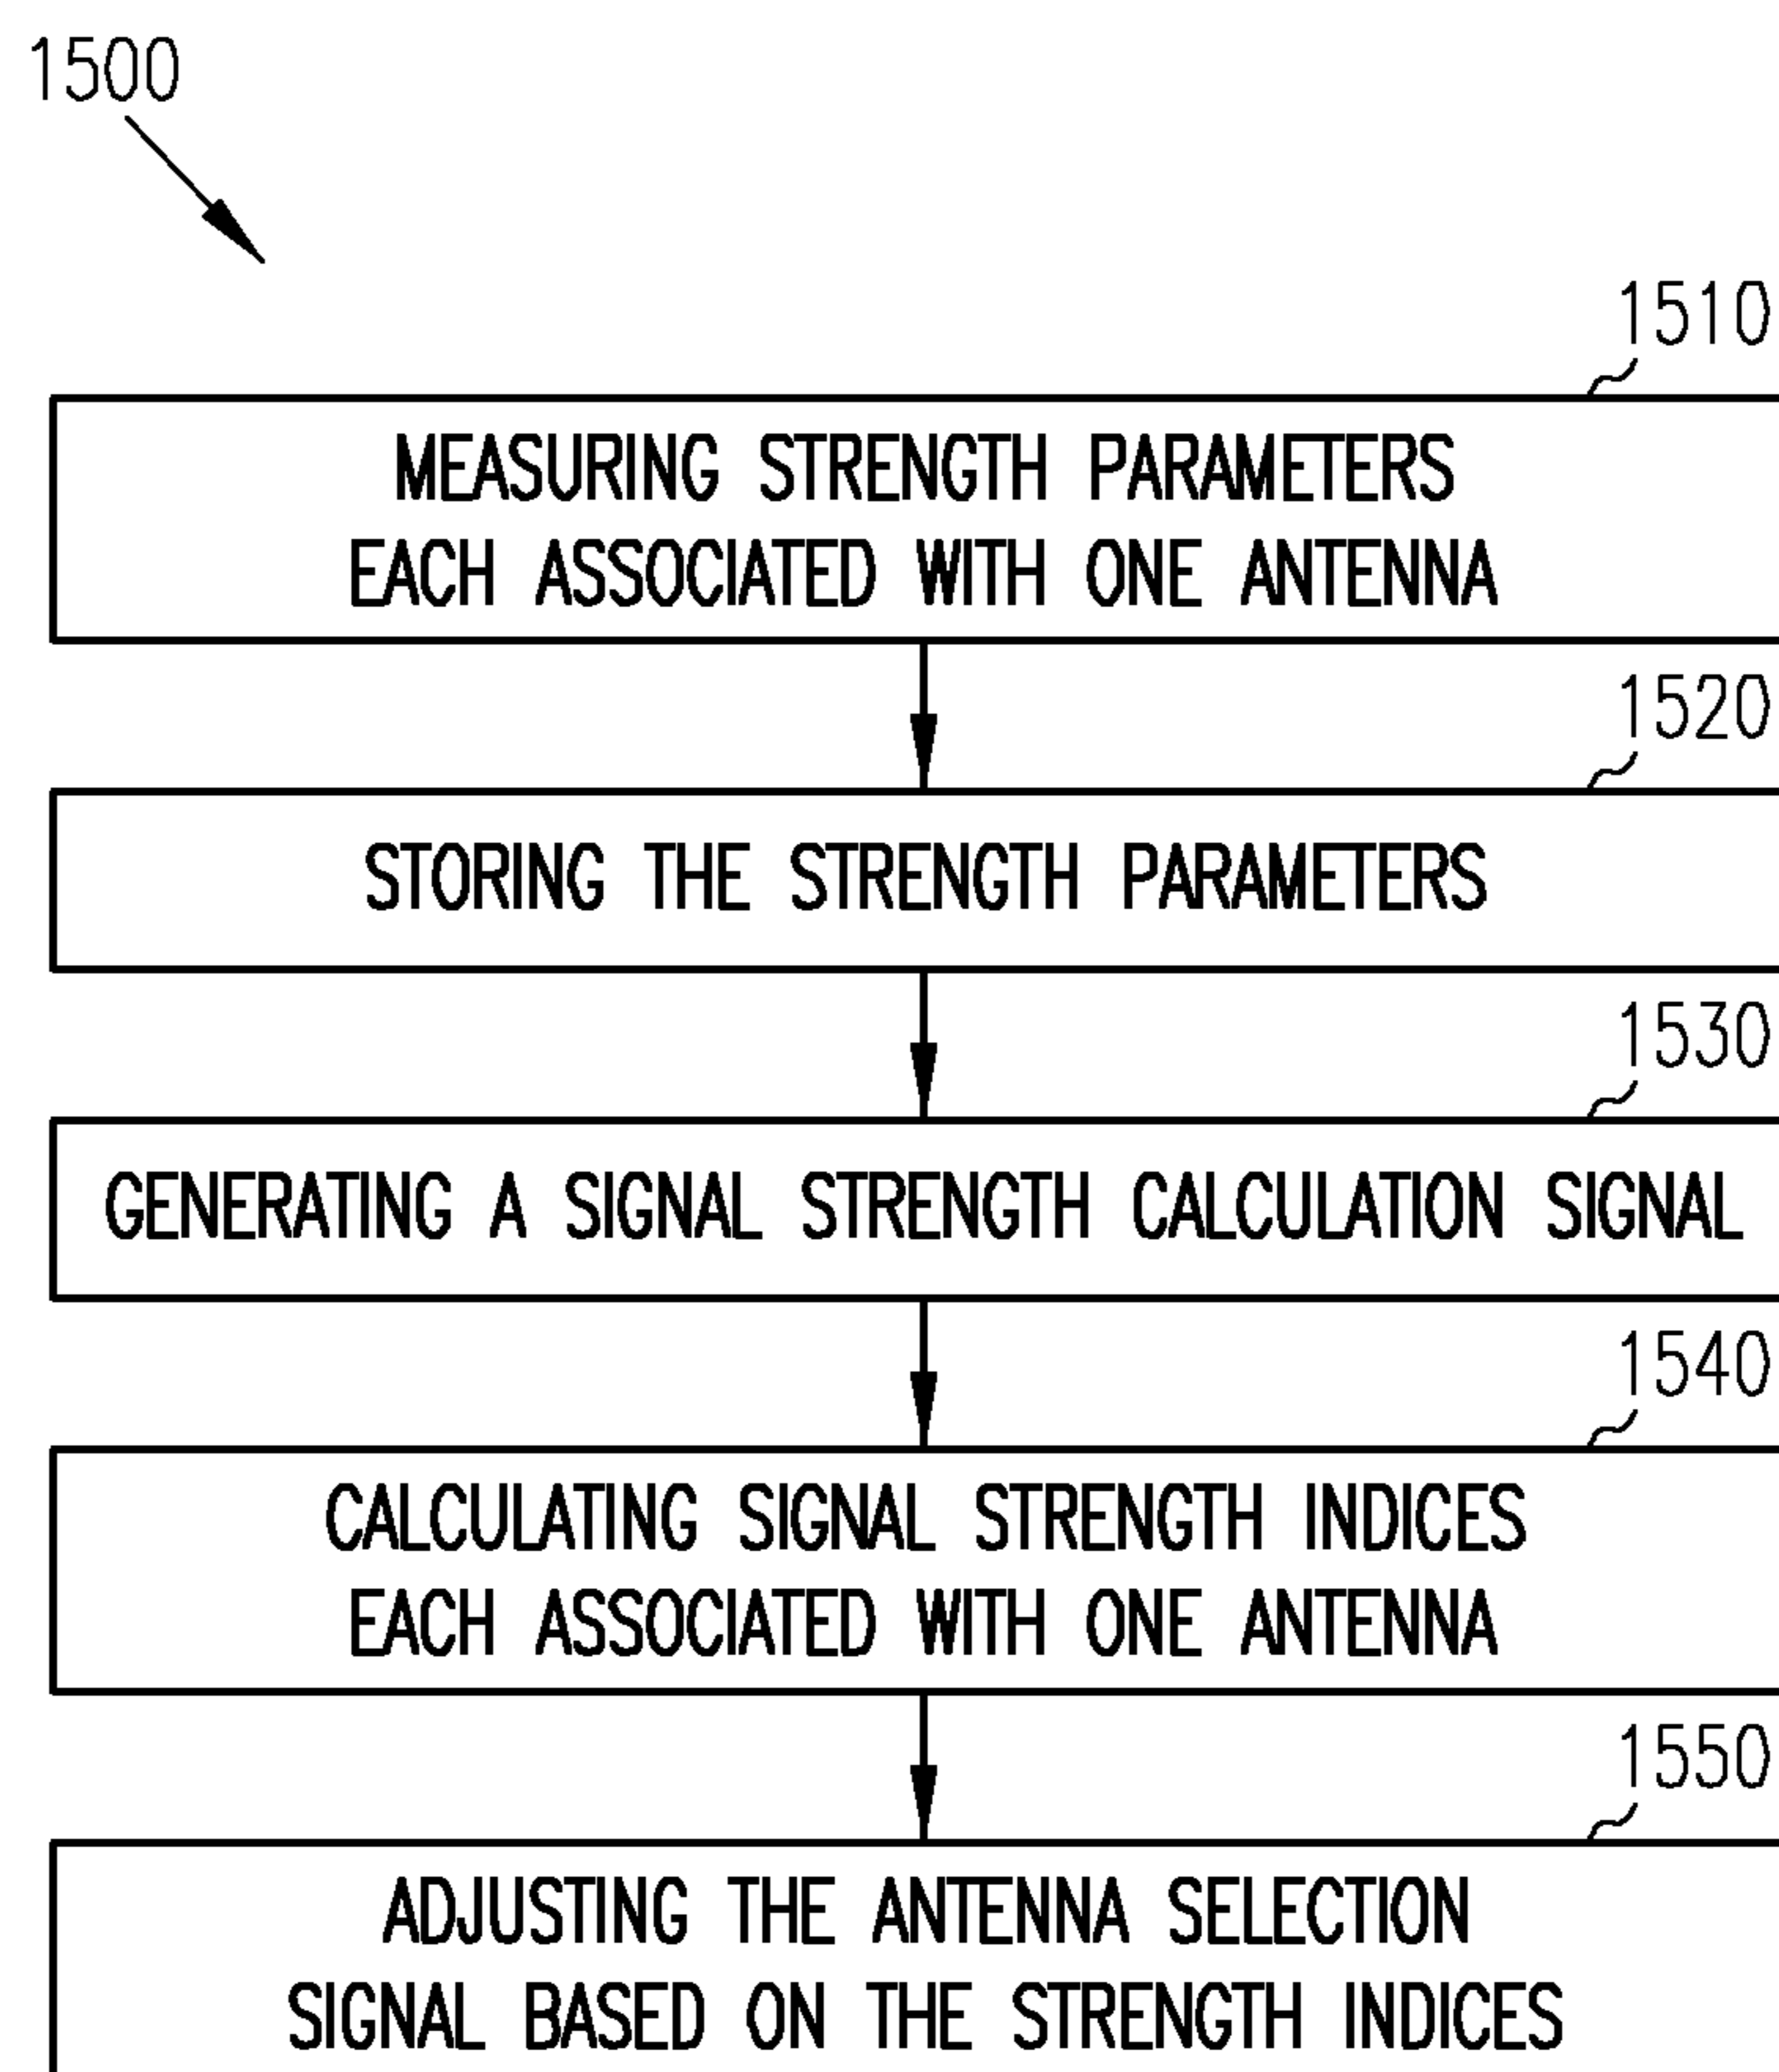 1500
1510
MEASURING STRENGTH PARAMETERS
EACH ASSOCIATED WITH ONE ANTENNA
1520
STORING THE STRENGTH PARAMETERS
1530
GENERATING A SIGNAL STRENGTH CALCULATION SIGNAL
1540
CALCULATING SIGNAL STRENGTH INDICES
EACH ASSOCIATED WITH ONE ANTENNA
1550
ADJUSTING THE ANTENNA SELECTION
SIGNAL BASED ON THE STRENGTH INDICES